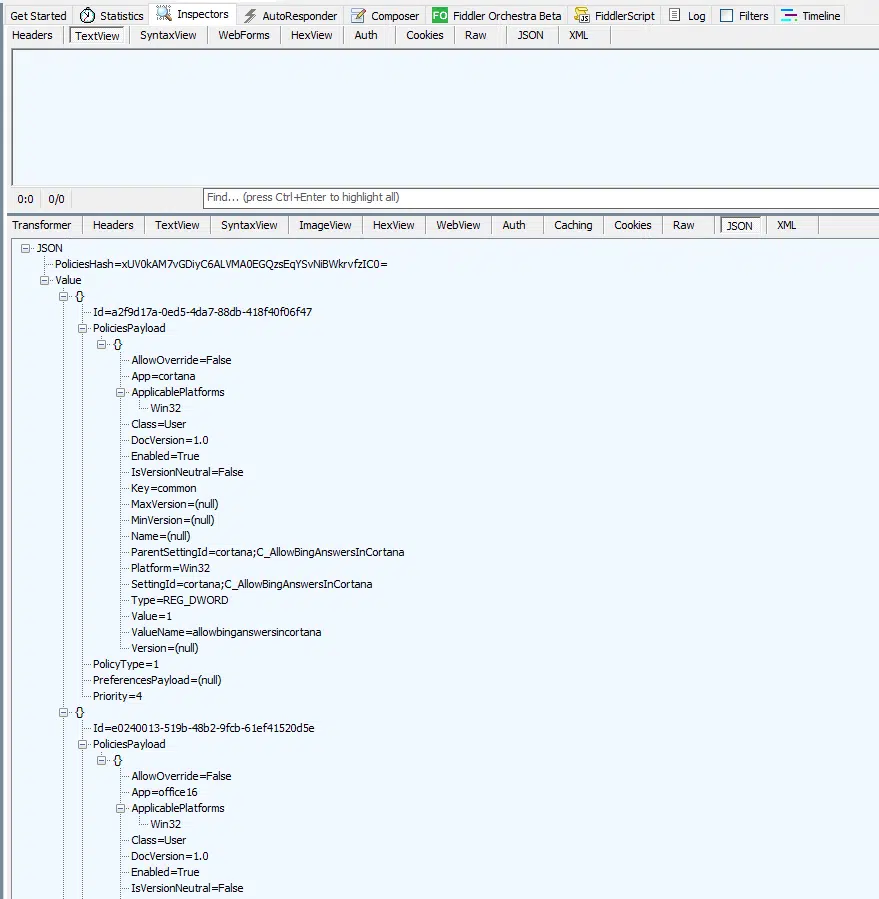 Get Started Statistics Inspectors AutoResponder Composer FO Fiddler Orchestra Beta FiddlerScript Log Filters Timeline
Headers TextView SyntaxView WebForms HexView Auth Cookies Raw JSON XML
0:0 0/0 Find... (press Ctrl+Enter to highlight all)
Transformer Headers TextView SyntaxView ImageView HexView WebView Auth Caching Cookies Raw JSON XML
JSON
PoliciesHash=xUV0kAM7vGDiyC6ALVMA0EGQzsEqYSvNiBWkrvfzIC0=
Value
{}
Id=a2f9d17a-0ed5-4da7-88db-418f40f06f47
PoliciesPayload
{}
AllowOverride=False
App=cortana
ApplicablePlatforms
Win32
Class=User
DocVersion=1.0
Enabled=True
IsVersionNeutral=False
Key=common
MaxVersion=(null)
MinVersion=(null)
Name=(null)
ParentSettingId=cortana;C_AllowBingAnswersInCortana
Platform=Win32
SettingId=cortana;C_AllowBingAnswersInCortana
Type=REG_DWORD
Value=1
ValueName=allowbinganswersincortana
Version=(null)
PolicyType=1
PreferencesPayload=(null)
Priority=4
{}
Id=e0240013-519b-48b2-9fcb-61ef41520d5e
PoliciesPayload
{}
AllowOverride=False
App=office16
ApplicablePlatforms
Win32
Class=User
DocVersion=1.0
Enabled=True
IsVersionNeutral=False